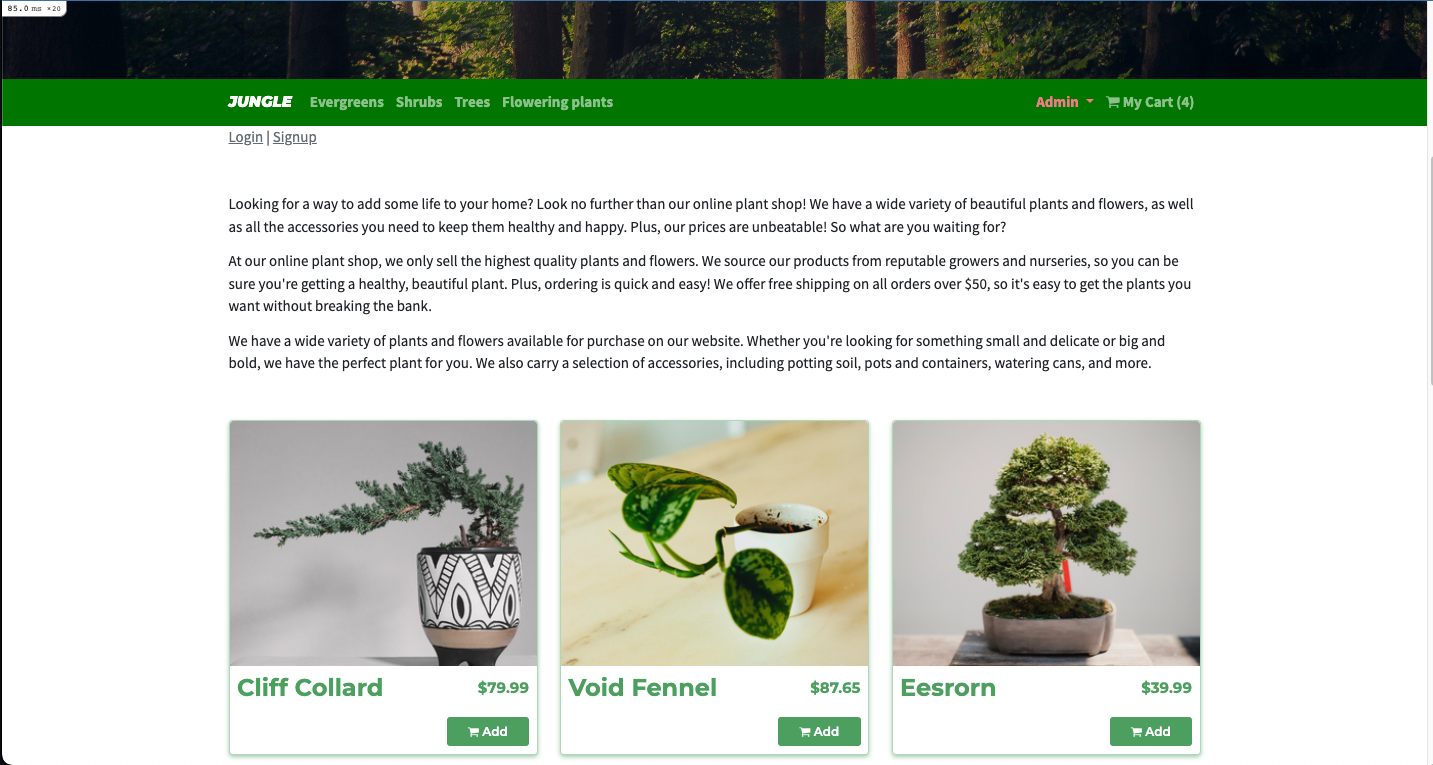 85.0 ms ×20
JUNGLE Evergreens Shrubs Trees Flowering plants Admin My Cart (4)
Login | Signup
Looking for a way to add some life to your home? Look no further than our online plant shop! We have a wide variety of beautiful plants and flowers, as well
as all the accessories you need to keep them healthy and happy. Plus, our prices are unbeatable! So what are you waiting for?
At our online plant shop, we only sell the highest quality plants and flowers. We source our products from reputable growers and nurseries, so you can be
sure you're getting a healthy, beautiful plant. Plus, ordering is quick and easy! We offer free shipping on all orders over $50, so it's easy to get the plants you
want without breaking the bank.
We have a wide variety of plants and flowers available for purchase on our website. Whether you're looking for something small and delicate or big and
bold, we have the perfect plant for you. We also carry a selection of accessories, including potting soil, pots and containers, watering cans, and more.
Cliff Collard $79.99
Add
Void Fennel $87.65
Add
Eesrorn $39.99
Add